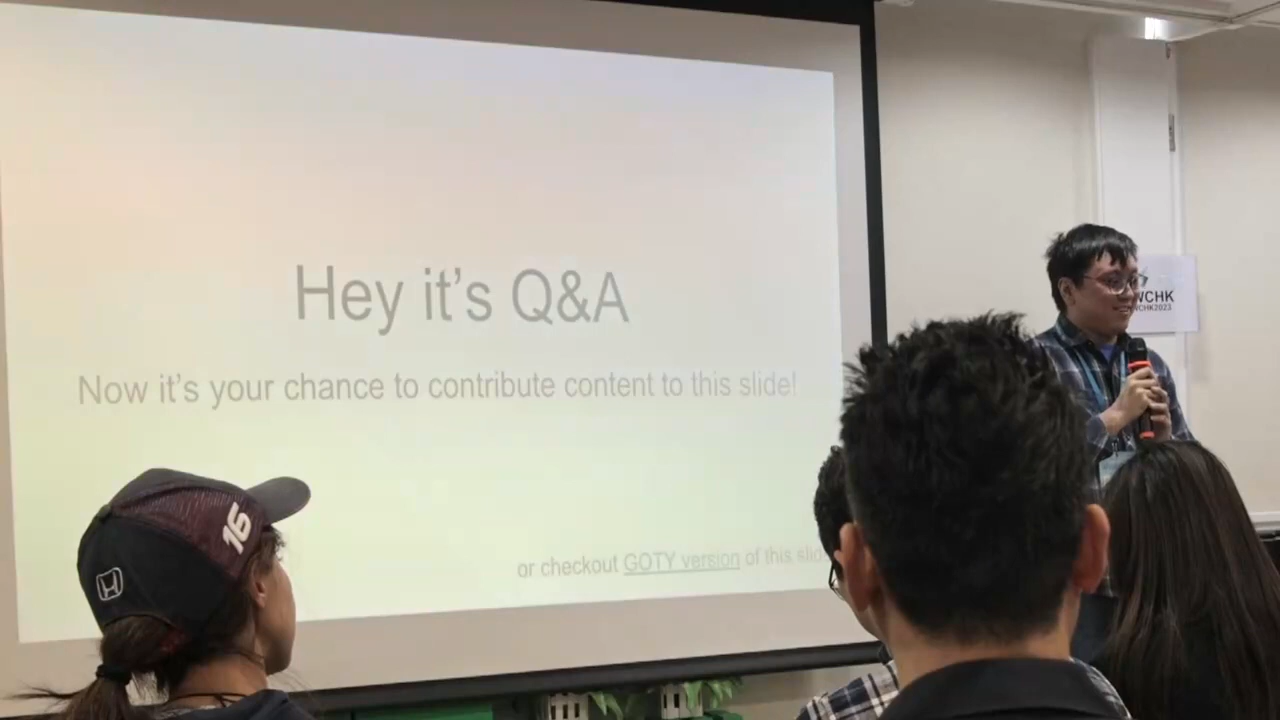 Hey it's Q&A
Now it's your chance to contribute content to this slide!
or checkout GOTY version of this slid
WCHK
WCHK2023
16